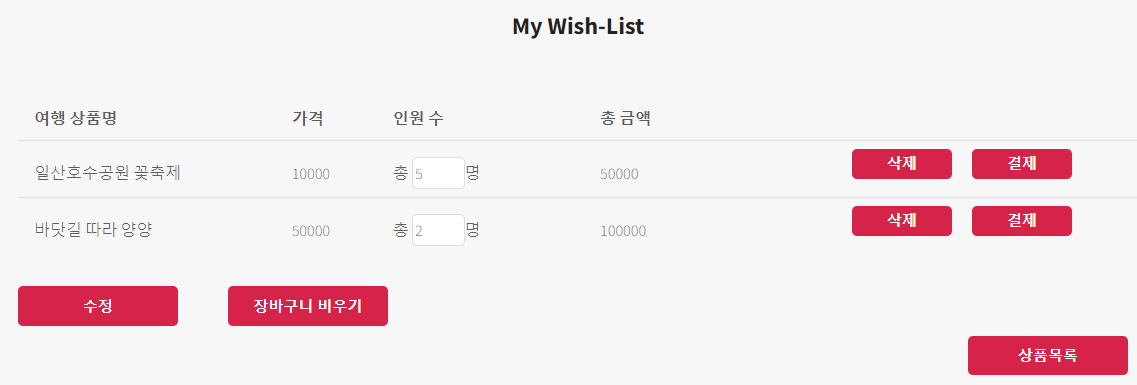 My Wish-List
여행 상품명 가격 인원 수 총 금액
일산호수공원 꽃축제 10000 총 5 명 50000 삭제 결제
바닷길 따라 양양 50000 총 2 명 100000 삭제 결제
수정 장바구니 비우기
상품목록